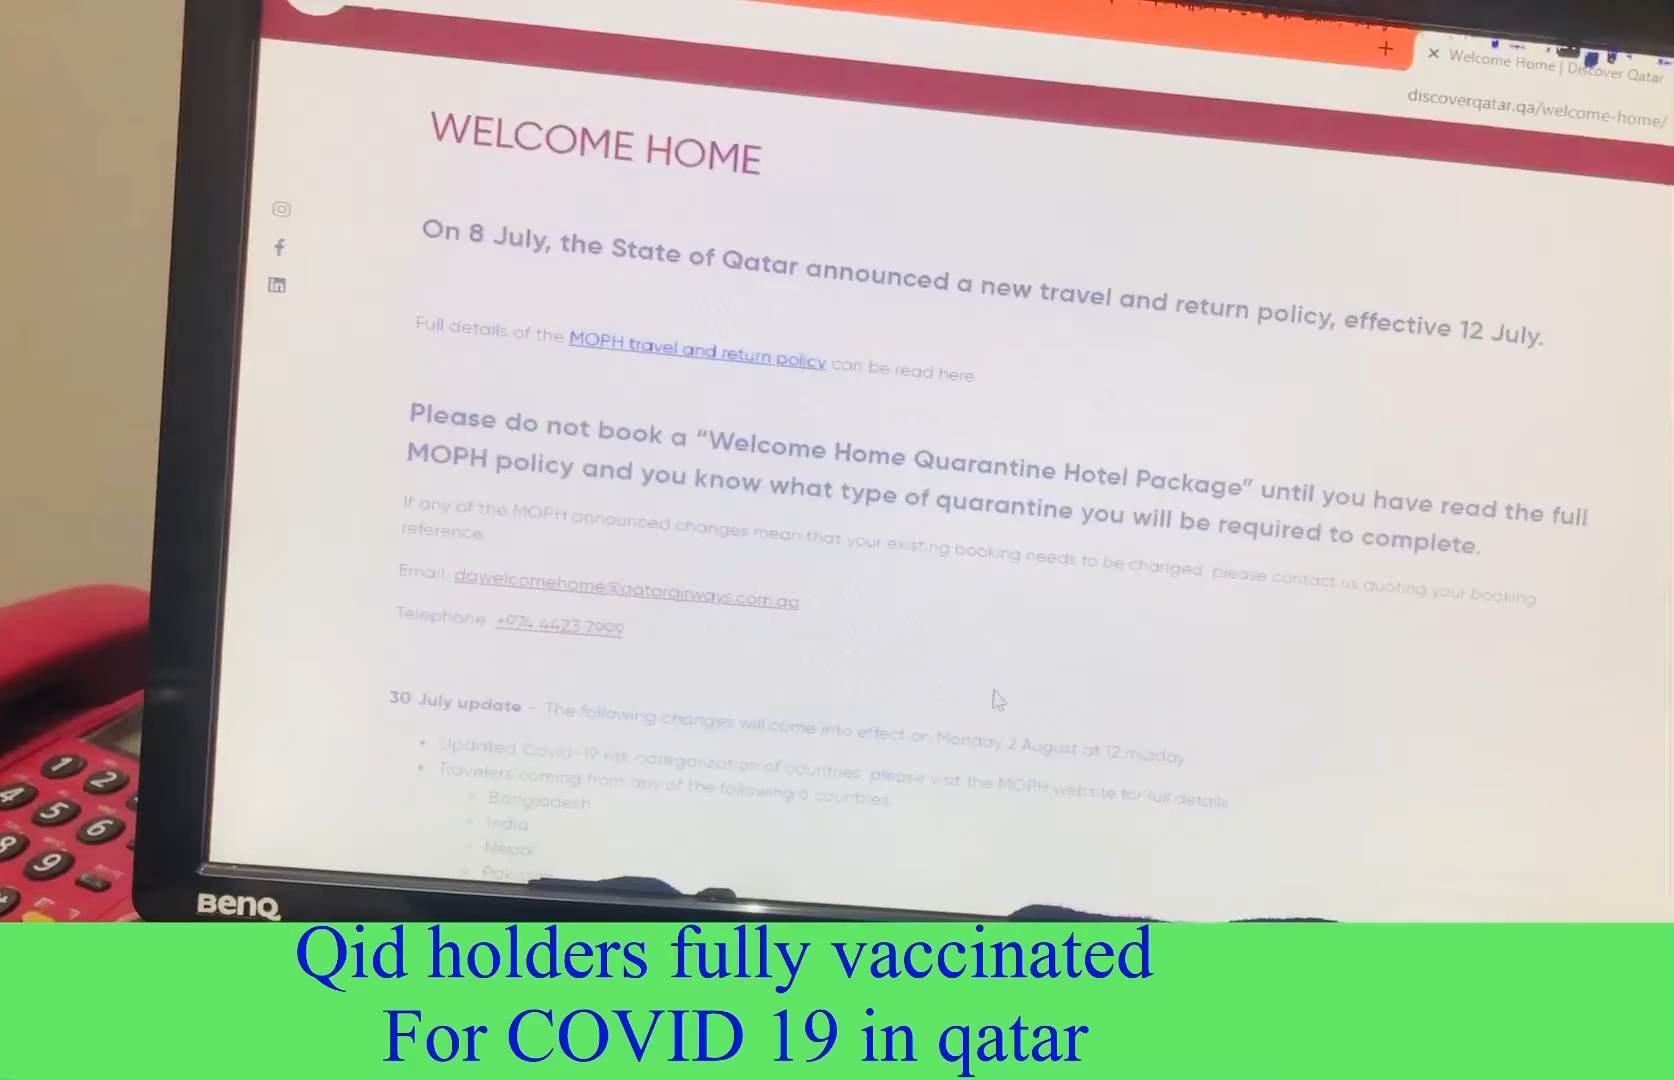 Welcome Home | Discover Qatar
discoverqatar.qa/welcome-home/
WELCOME HOME
On 8 July, the State of Qatar announced a new travel and return policy, effective 12 July.
Full details of the MOPH travel and return policy can be read here
Please do not book a “Welcome Home Quarantine Hotel Package” until you have read the full
MOPH policy and you know what type of quarantine you will be required to complete.
If any of the MOPH announced changes mean that your existing booking needs to be changed, please contact us quoting your booking
reference
Email: dqwelcomehome@qatarairways.com.qa
Telephone: +974 4423 7999
30 July update - The following changes will come into effect on Monday 2 August at 12 midday
• Updated Covid-19 risk categorization of countries, please visit the MOPH website for full details
• Travelers coming from any of the following 6 countries:
Bangladesh
India
Nepal
BenQ
1 2
4 5 6
8 9
Qid holders fully vaccinated
For COVID 19 in qatar